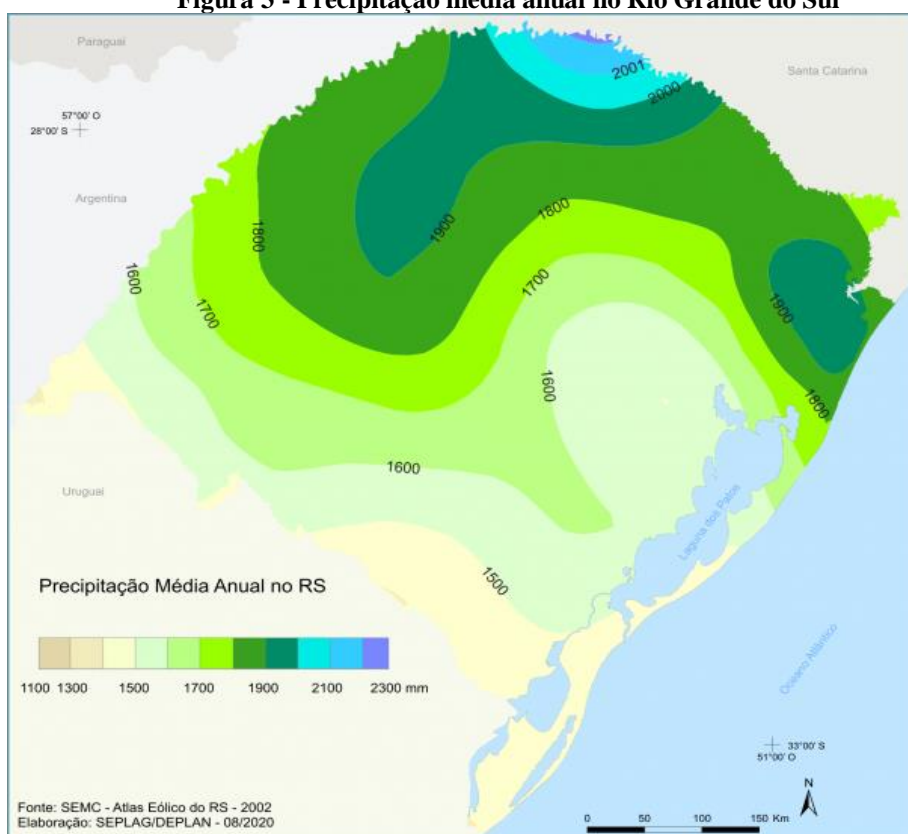 Figura 5 - Precipitação média anual no Rio Grande do Sul
Paraguai
Santa Catarina
2001
2000
57°00' O
28°00' S
Argentina
1900
1800
1800
1600
1700
1700
1900
1600
1800
1600
Uruguai
Laguna dos Patos
1500
Precipitação Média Anual no RS
1100 1300 1500 1700 1900 2100 2300 mm
Oceano Atlântico
33°00' S
51°00' O
N
Fonte: SEMC - Atlas Eólico do RS - 2002
Elaboração: SEPLAG/DEPLAN - 08/2020
0 50 100 150 Km